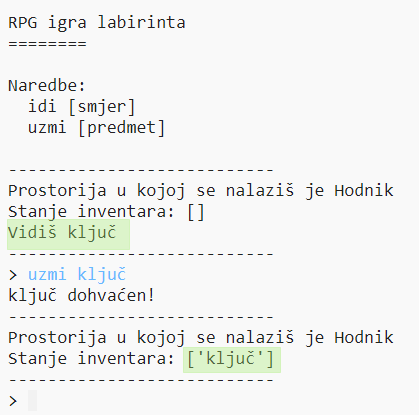 RPG igra labirinta
========
Naredbe:
idi [smjer]
uzmi [predmet]
---------------------------
Prostorija u kojoj se nalaziš je Hodnik
Stanje inventara: []
Vidiš ključ
---------------------------
> uzmi ključ
ključ dohvaćen!
---------------------------
Prostorija u kojoj se nalaziš je Hodnik
Stanje inventara: ['ključ']
---------------------------
>